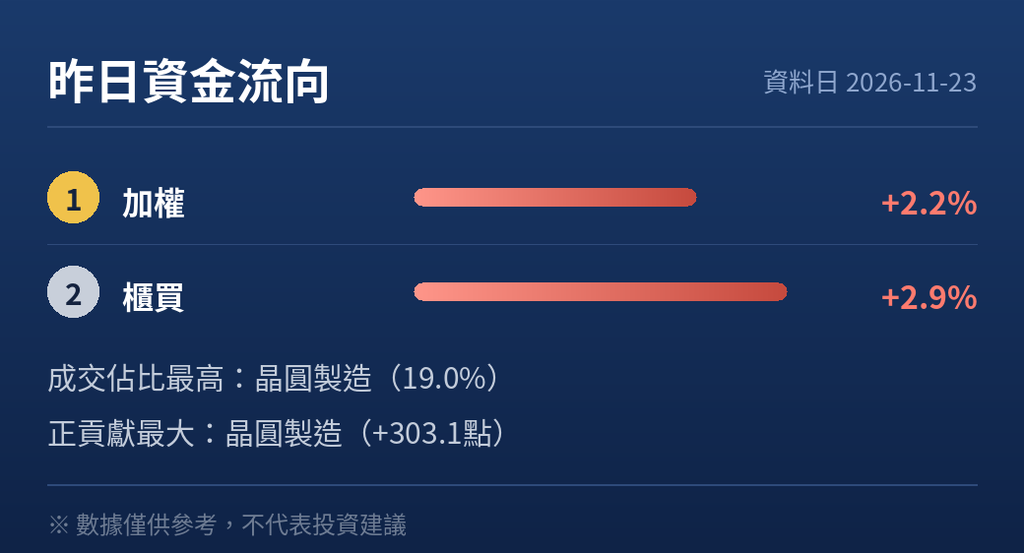 昨日資金流向
資料日 2026-11-23
1 加權 +2.2%
2 櫃買 +2.9%
成交佔比最高：晶圓製造（19.0%）
正貢獻最大：晶圓製造（+303.1點）
※ 數據僅供參考，不代表投資建議